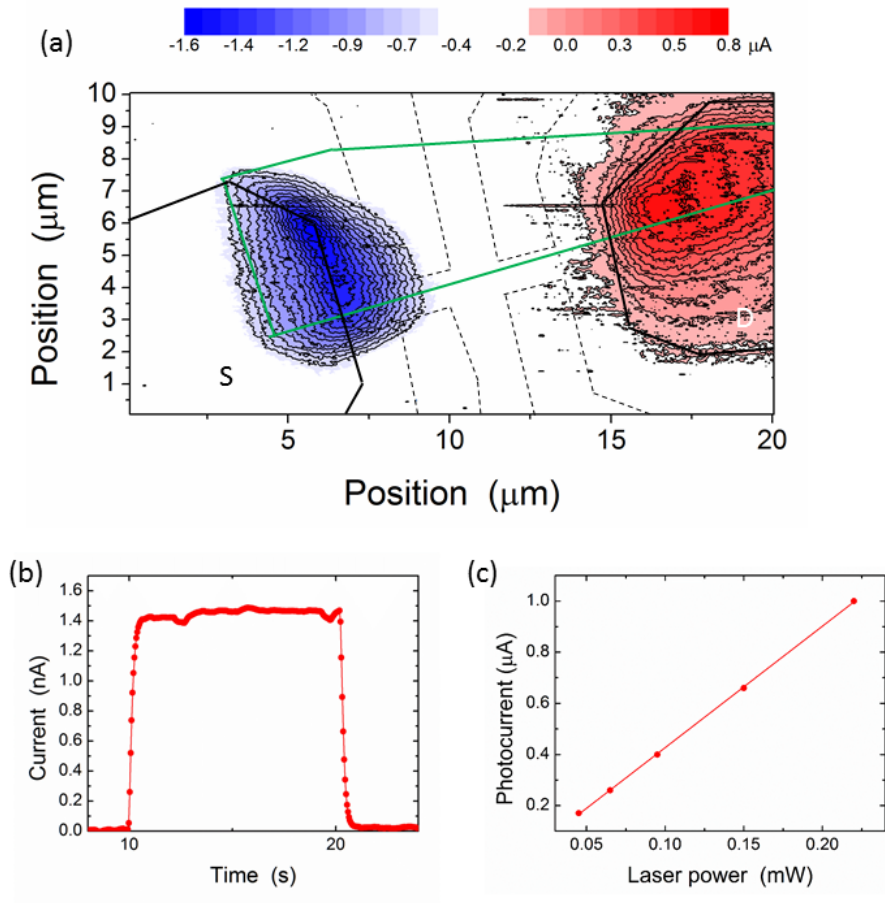 (a)
-1.6 -1.4 -1.2 -0.9 -0.7 -0.4 -0.2 0.0 0.3 0.5 0.8 μA
10
9
8
7
6
5
4
3
2
1
Position (μm)
S
D
5 10 15 20
Position (μm)
(b)
1.6
1.4
1.2
1.0
0.8
0.6
0.4
0.2
0.0
Current (nA)
10 20
Time (s)
(c)
1.0
0.8
0.6
0.4
0.2
Photocurrent (μA)
0.05 0.10 0.15 0.20
Laser power (mW)